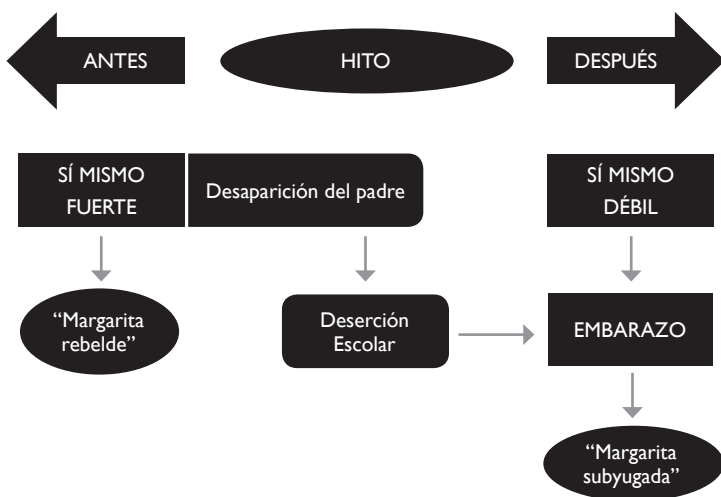 ANTES
HITO
DESPUÉS
SÍ MISMO
FUERTE
Desaparición del padre
SÍ MISMO
DÉBIL
“Margarita
rebelde”
Deserción
Escolar
EMBARAZO
“Margarita
subyugada”